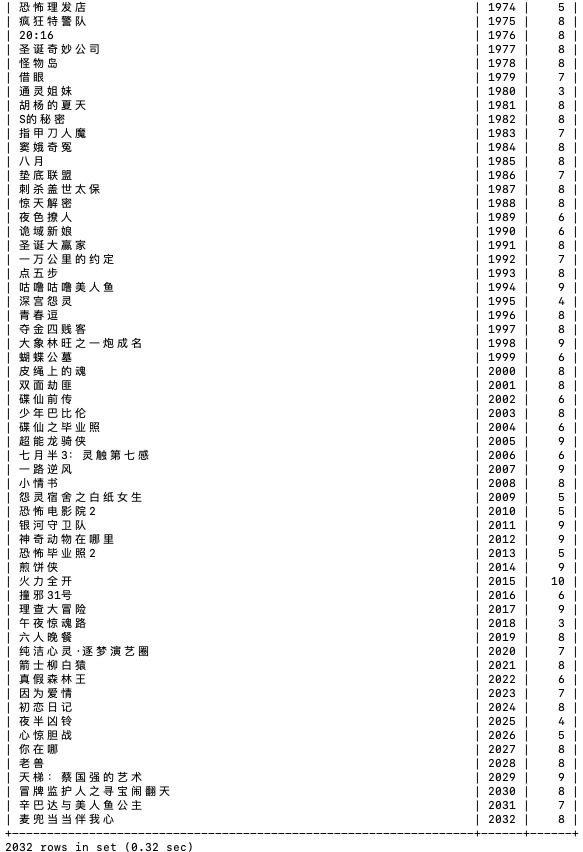 | 恐怖理发店 | 1974 | 5 |
| 疯狂特警队 | 1975 | 8 |
| 20:16 | 1976 | 8 |
| 圣诞奇妙公司 | 1977 | 8 |
| 怪物岛 | 1978 | 8 |
| 借眼 | 1979 | 7 |
| 通灵姐妹 | 1980 | 3 |
| 胡杨的夏天 | 1981 | 8 |
| S的秘密 | 1982 | 8 |
| 指甲刀人魔 | 1983 | 7 |
| 窦娥奇冤 | 1984 | 8 |
| 八月 | 1985 | 8 |
| 垫底联盟 | 1986 | 7 |
| 刺杀盖世太保 | 1987 | 8 |
| 惊天解密 | 1988 | 8 |
| 夜色撩人 | 1989 | 6 |
| 诡域新娘 | 1990 | 6 |
| 圣诞大赢家 | 1991 | 8 |
| 一万公里的约定 | 1992 | 7 |
| 点五步 | 1993 | 8 |
| 咕噜咕噜美人鱼 | 1994 | 9 |
| 深宫怨灵 | 1995 | 4 |
| 青春逗 | 1996 | 8 |
| 夺金四贱客 | 1997 | 8 |
| 大象林旺之一炮成名 | 1998 | 9 |
| 蝴蝶公墓 | 1999 | 6 |
| 皮绳上的魂 | 2000 | 8 |
| 双面劫匪 | 2001 | 8 |
| 碟仙前传 | 2002 | 6 |
| 少年巴比伦 | 2003 | 8 |
| 碟仙之毕业照 | 2004 | 6 |
| 超能龙骑侠 | 2005 | 9 |
| 七月半3：灵触第七感 | 2006 | 6 |
| 一路逆风 | 2007 | 9 |
| 小情书 | 2008 | 8 |
| 怨灵宿舍之白纸女生 | 2009 | 5 |
| 恐怖电影院2 | 2010 | 5 |
| 银河守卫队 | 2011 | 9 |
| 神奇动物在哪里 | 2012 | 9 |
| 恐怖毕业照2 | 2013 | 5 |
| 煎饼侠 | 2014 | 9 |
| 火力全开 | 2015 | 10 |
| 撞邪31号 | 2016 | 6 |
| 理查大冒险 | 2017 | 9 |
| 午夜惊魂路 | 2018 | 3 |
| 六人晚餐 | 2019 | 8 |
| 纯洁心灵·逐梦演艺圈 | 2020 | 7 |
| 箭士柳白猿 | 2021 | 8 |
| 真假森林王 | 2022 | 6 |
| 因为爱情 | 2023 | 7 |
| 初恋日记 | 2024 | 8 |
| 夜半凶铃 | 2025 | 4 |
| 心惊胆战 | 2026 | 5 |
| 你在哪 | 2027 | 8 |
| 老兽 | 2028 | 8 |
| 天梯：蔡国强的艺术 | 2029 | 9 |
| 冒牌监护人之寻宝闹翻天 | 2030 | 8 |
| 辛巴达与美人鱼公主 | 2031 | 7 |
| 麦兜当当伴我心 | 2032 | 8 |
2032 rows in set (0.32 sec)